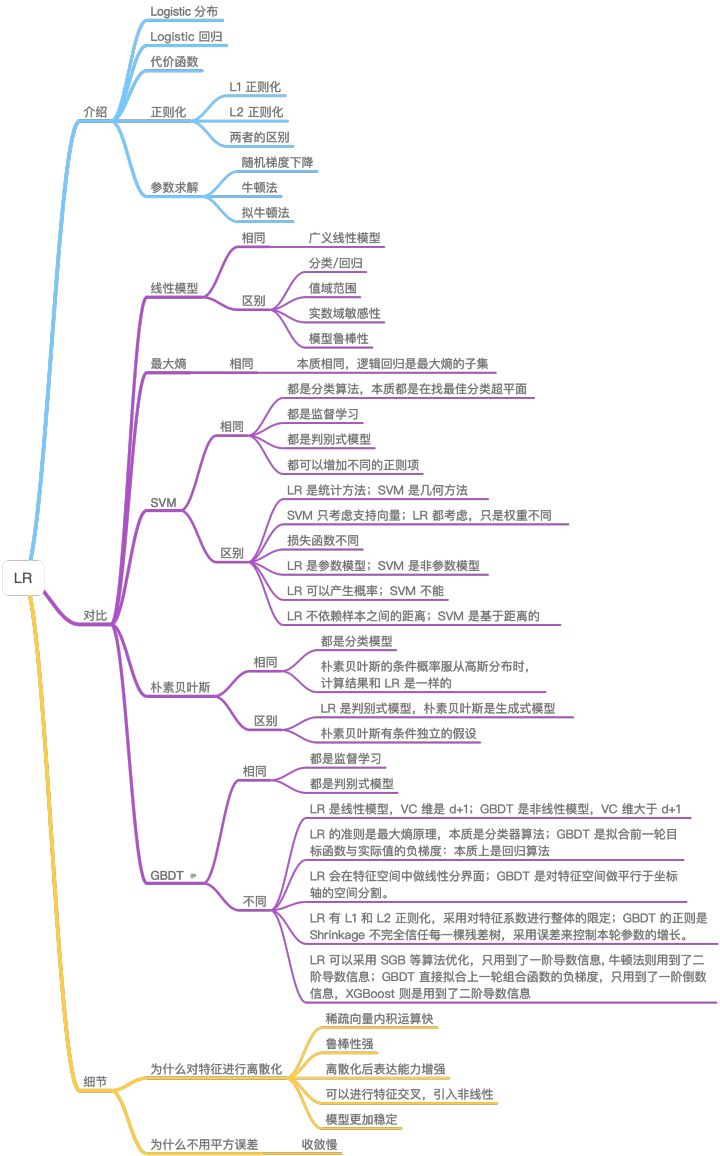 LR
介绍
Logistic 分布
Logistic 回归
代价函数
正则化
L1 正则化
L2 正则化
两者的区别
参数求解
随机梯度下降
牛顿法
拟牛顿法
对比
线性模型
相同
广义线性模型
区别
分类/回归
值域范围
实数域敏感性
模型鲁棒性
最大熵
相同
本质相同，逻辑回归是最大熵的子集
SVM
相同
都是分类算法，本质都是在找最佳分类超平面
都是监督学习
都是判别式模型
都可以增加不同的正则项
区别
LR 是统计方法；SVM 是几何方法
SVM 只考虑支持向量；LR 都考虑，只是权重不同
损失函数不同
LR 是参数模型；SVM 是非参数模型
LR 可以产生概率；SVM 不能
LR 不依赖样本之间的距离；SVM 是基于距离的
朴素贝叶斯
相同
都是分类模型
朴素贝叶斯的条件概率服从高斯分布时，
计算结果和 LR 是一样的
区别
LR 是判别式模型，朴素贝叶斯是生成式模型
朴素贝叶斯有条件独立的假设
GBDT
相同
都是监督学习
都是判别式模型
不同
LR 是线性模型，VC 维是 d+1；GBDT 是非线性模型，VC 维大于 d+1
LR 的准则是最大熵原理，本质是分类器算法；GBDT 是拟合前一轮目
标函数与实际值的负梯度：本质上是回归算法
LR 会在特征空间中做线性分界面；GBDT 是对特征空间做平行于坐标
轴的空间分割。
LR 有 L1 和 L2 正则化，采用对特征系数进行整体的限定；GBDT 的正则是
Shrinkage 不完全信任每一棵残差树，采用误差来控制本轮参数的增长。
LR 可以采用 SGB 等算法优化，只用到了一阶导数信息, 牛顿法则用到了二
阶导数信息；GBDT 直接拟合上一轮组合函数的负梯度，只用到了一阶倒数
信息，XGBoost 则是用到了二阶导数信息
细节
为什么对特征进行离散化
稀疏向量内积运算快
鲁棒性强
离散化后表达能力增强
可以进行特征交叉，引入非线性
模型更加稳定
为什么不用平方误差
收敛慢